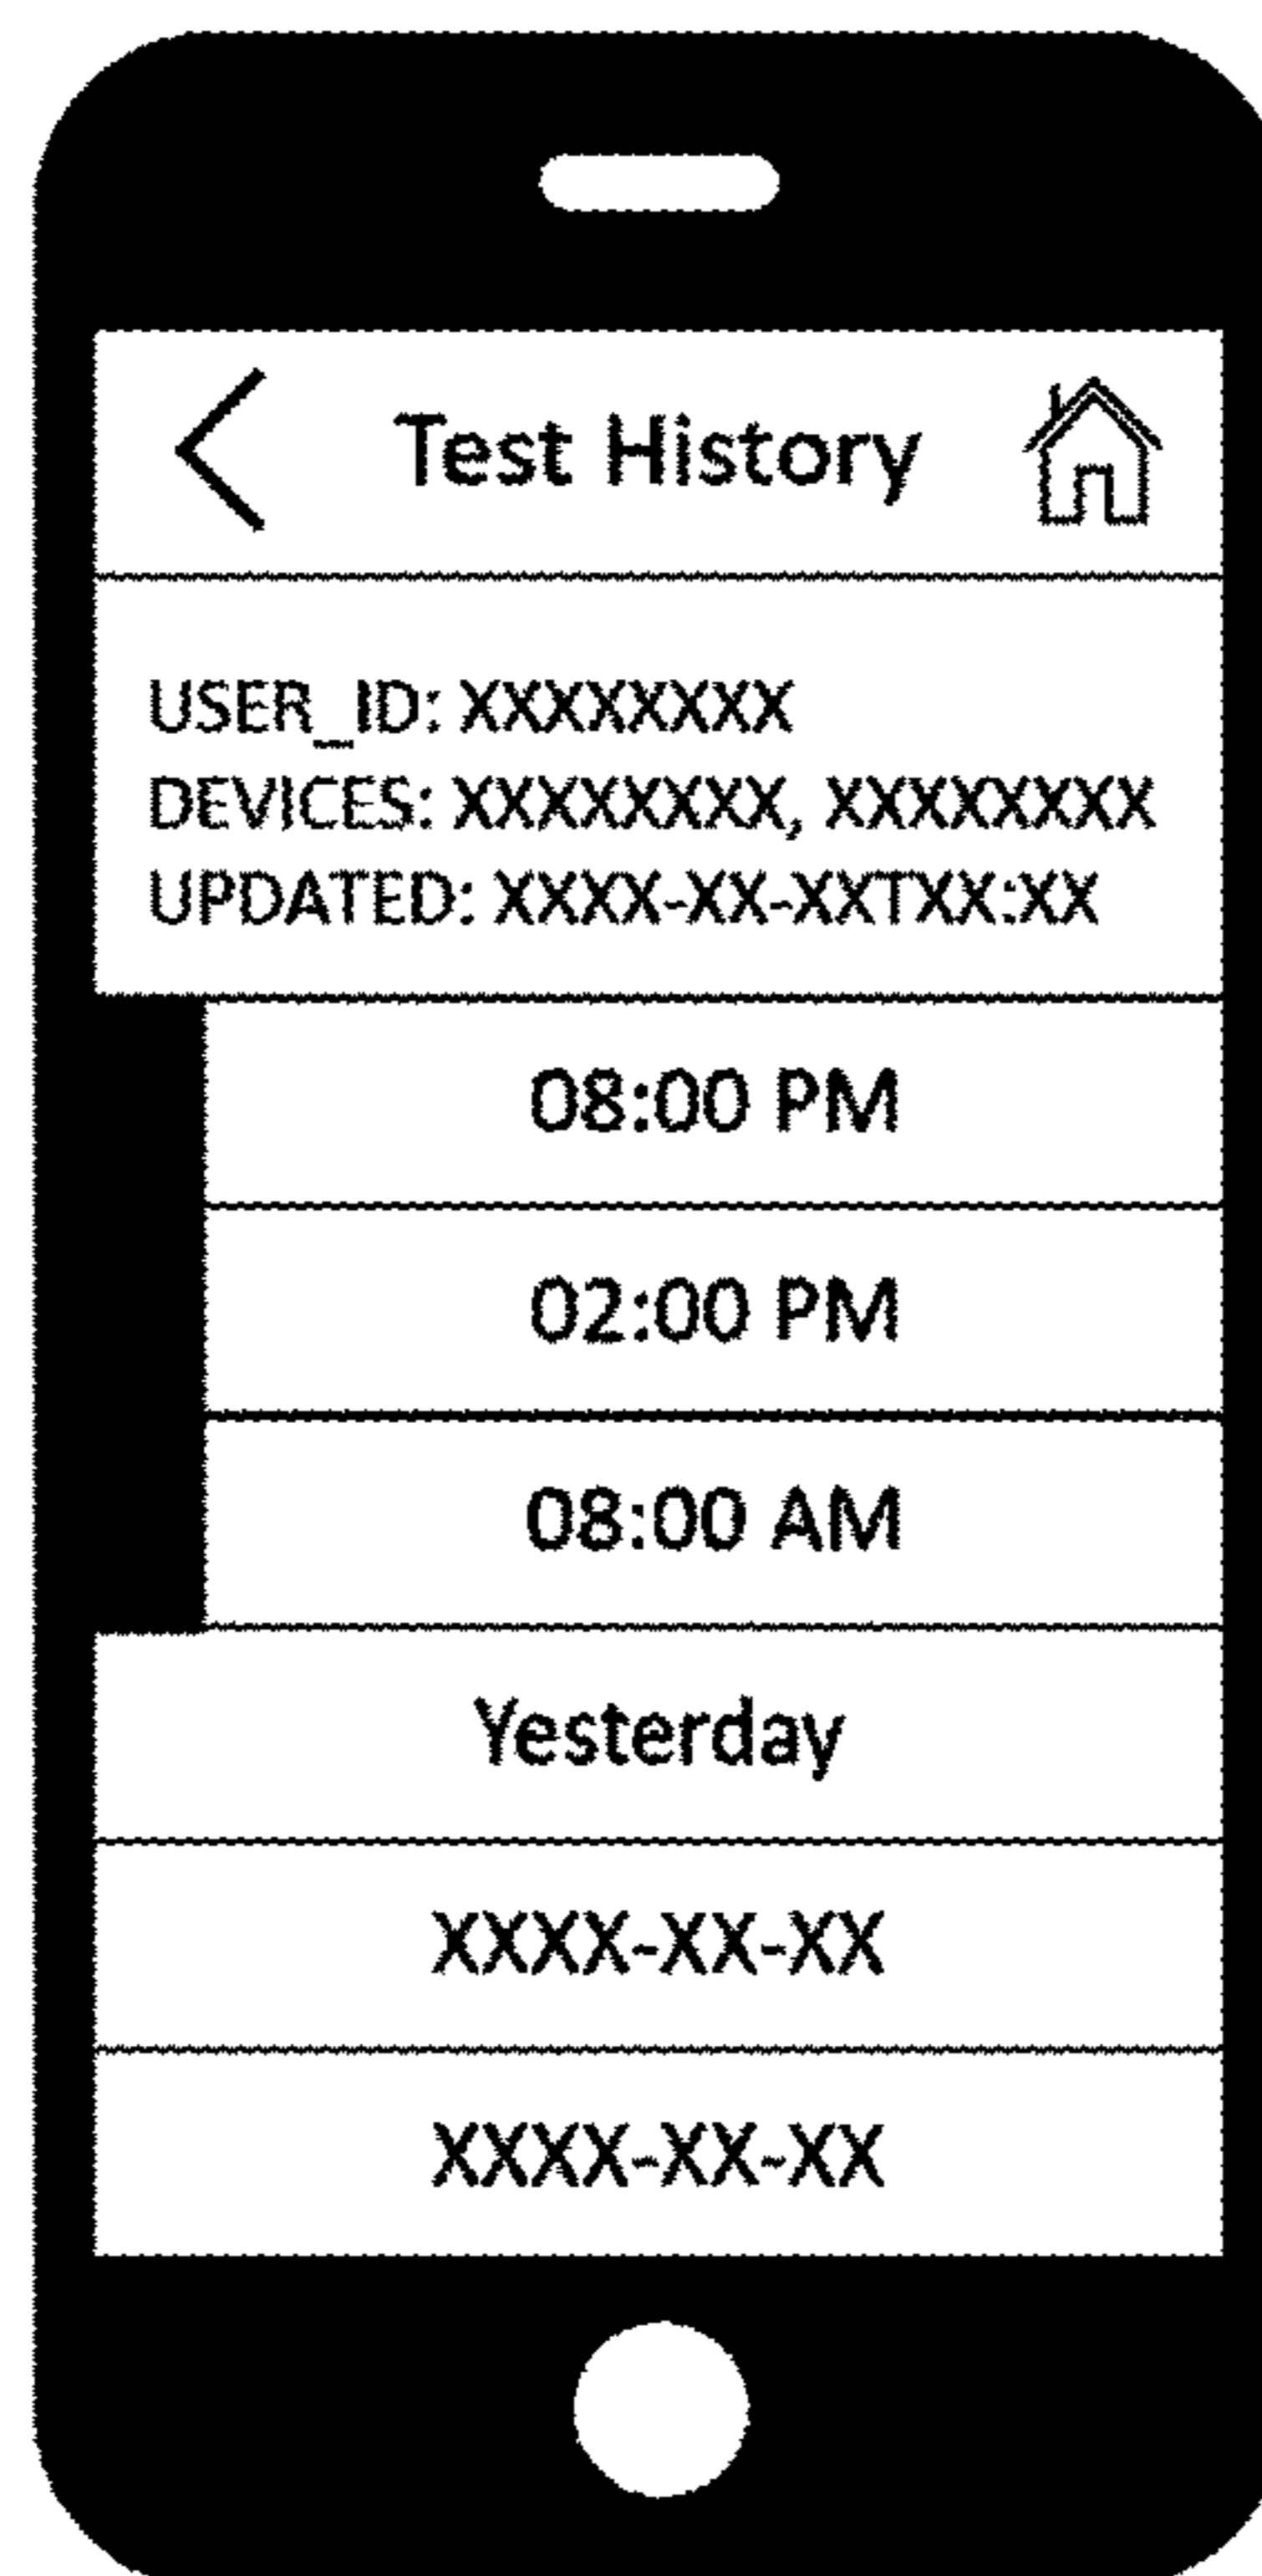 Test History
USER_ID: XXXXXXXX
DEVICES: XXXXXXXX, XXXXXXXX
UPDATED: XXXX-XX-XXTXX:XX
08:00 PM
02:00 PM
08:00 AM
Yesterday
XXXX-XX-XX
XXXX-XX-XX